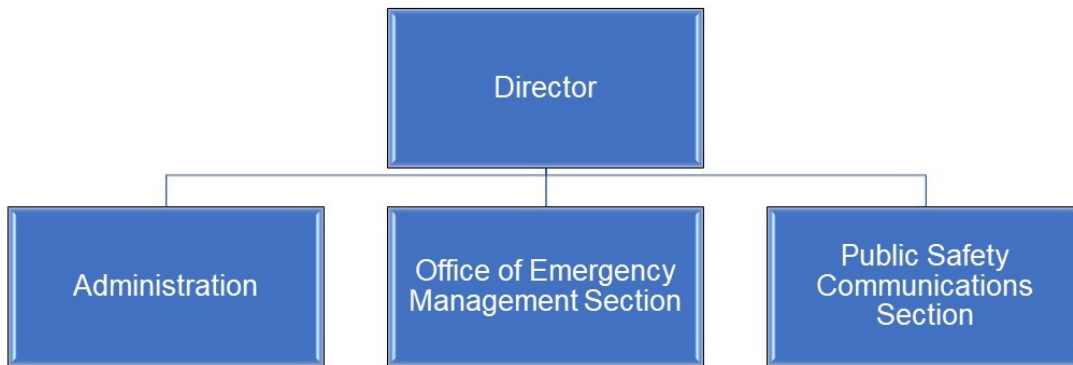 Director
Administration
Office of Emergency
Management Section
Public Safety
Communications
Section